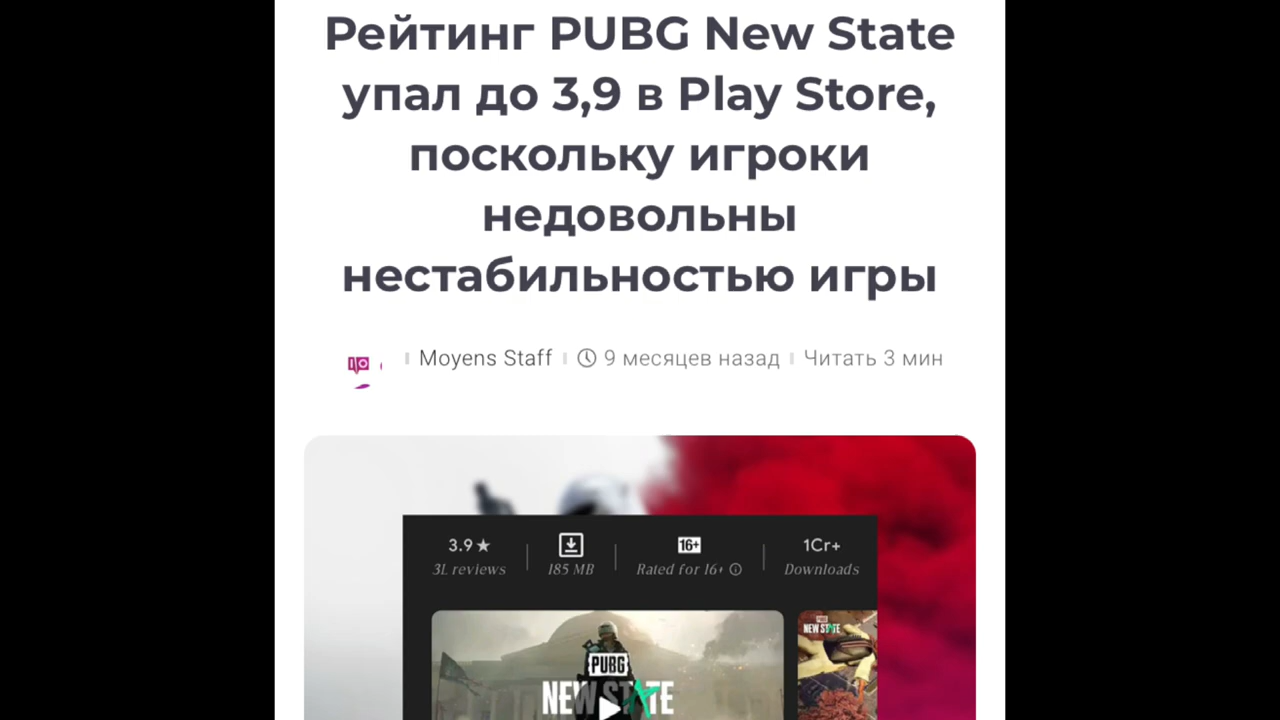 Рейтинг PUBG New State
упал до 3,9 в Play Store,
поскольку игроки
недовольны
нестабильностью игры
Moyens Staff 9 месяцев назад Читать 3 мин
3.9★ 16+ 1Cr+
3L reviews 185 MB Rated for 16+ Downloads
PUBG
NEW STATE
NEW STATE